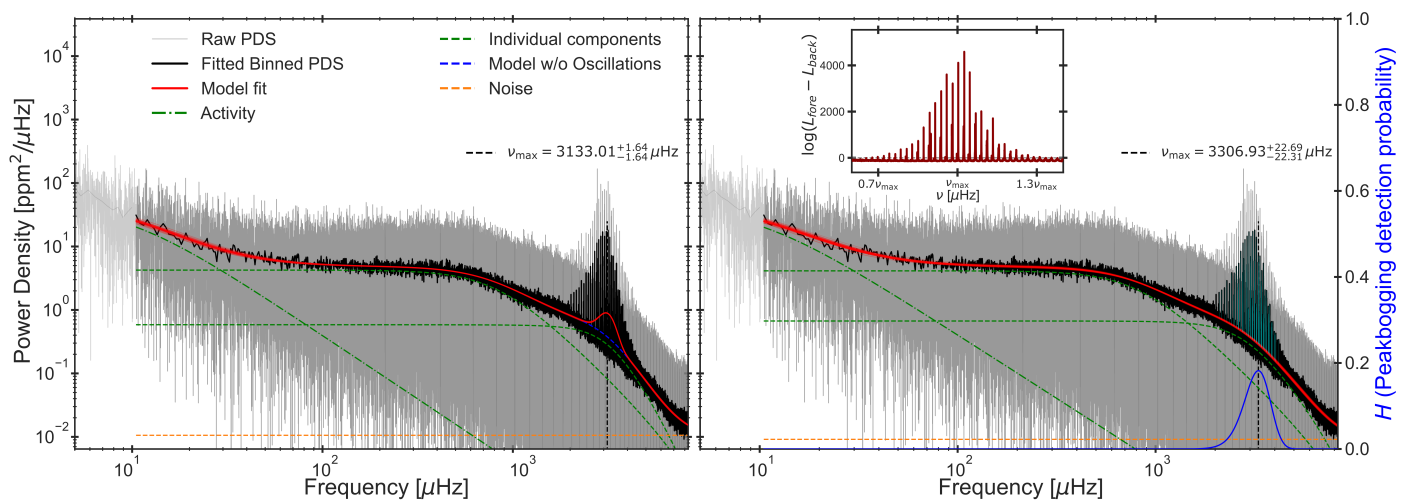 Raw PDS
Fitted Binned PDS
Model fit
Activity
Individual components
Model w/o Oscillations
Noise
ν_max = 3133.01^{+1.64}_{-1.64} μHz
Power Density [ppm²/μHz]
10⁴
10³
10²
10¹
10⁰
10⁻¹
10⁻²
10¹ 10² 10³
Frequency [μHz]
log(L_fore − L_back)
4000
2000
0
0.7ν_max ν_max 1.3ν_max
ν [μHz]
ν_max = 3306.93^{+22.69}_{-22.31} μHz
10¹ 10² 10³
Frequency [μHz]
1.0
0.8
0.6
0.4
0.2
0.0
H (Peakbogging detection probability)